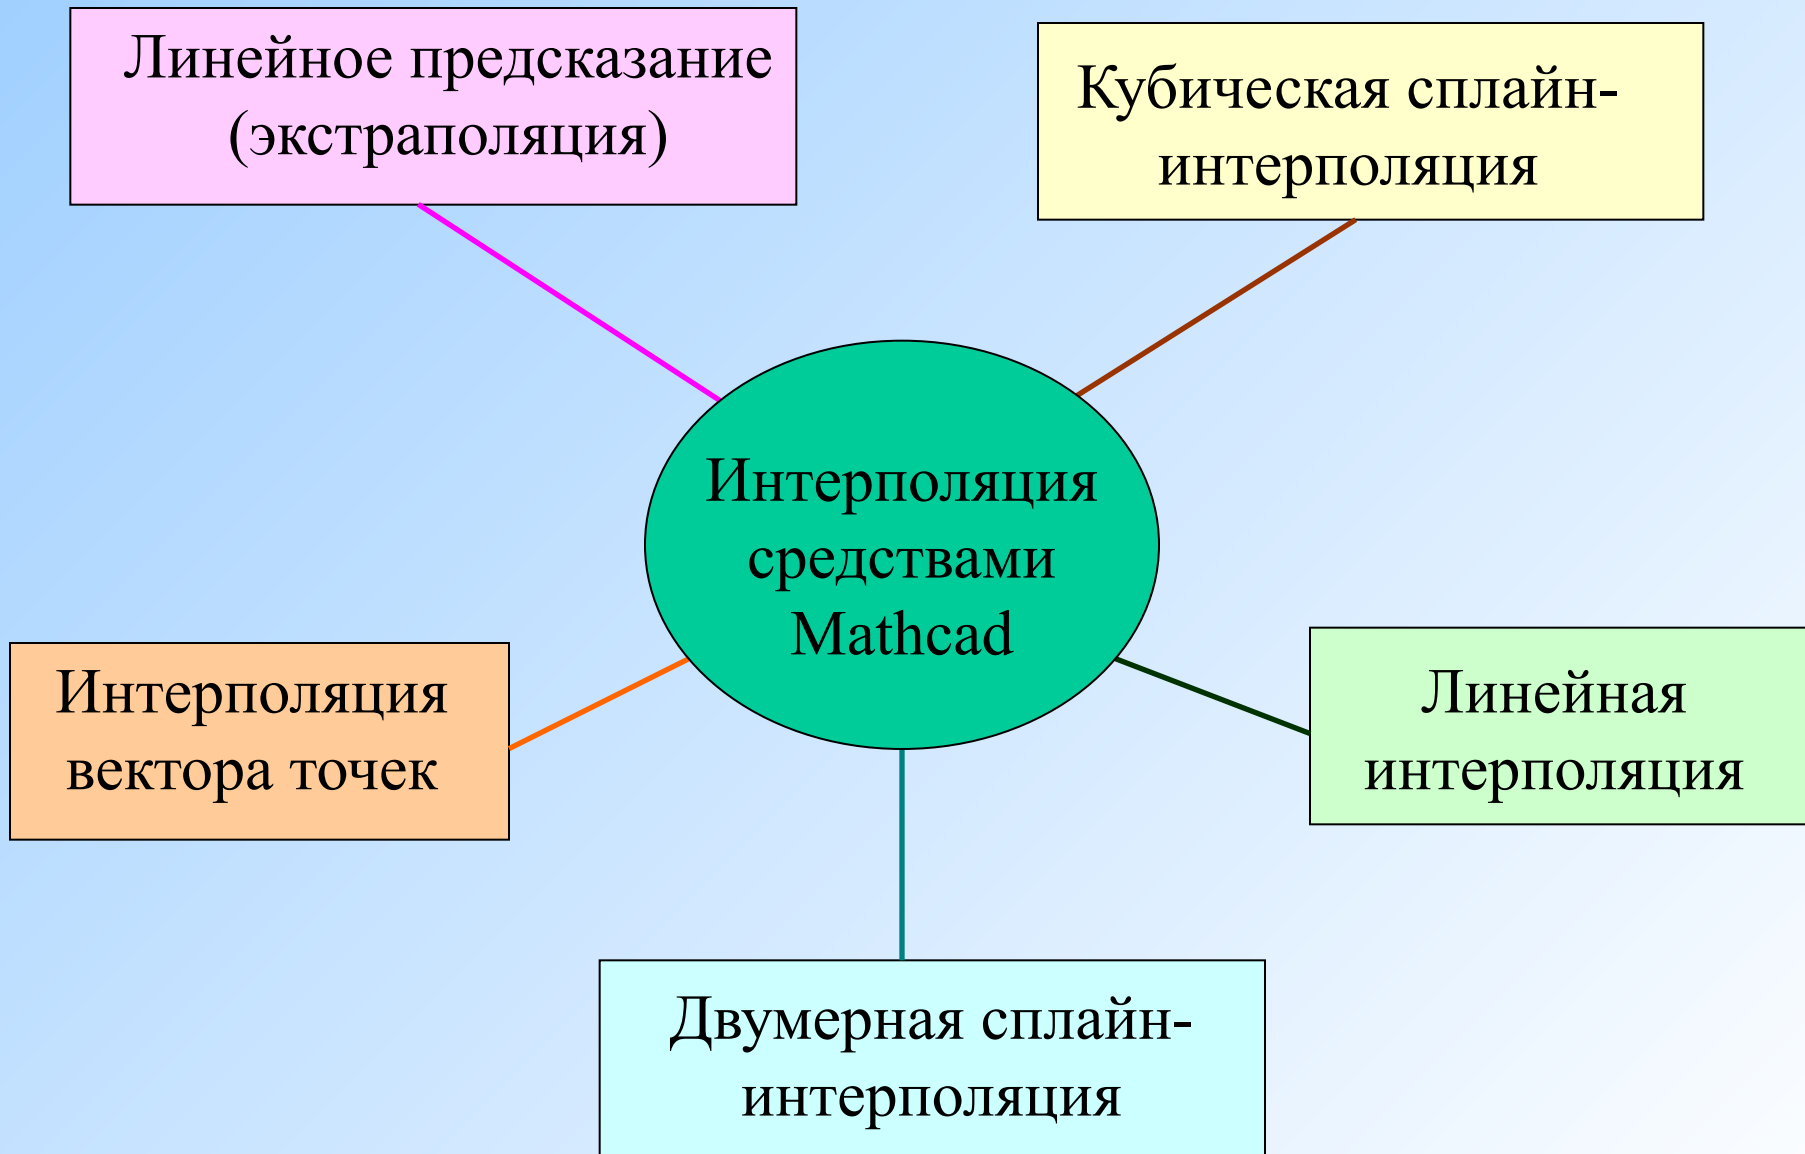 Линейное предсказание
(экстраполяция)
Кубическая сплайн-
интерполяция
Интерполяция
средствами
Mathcad
Интерполяция
вектора точек
Линейная
интерполяция
Двумерная сплайн-
интерполяция